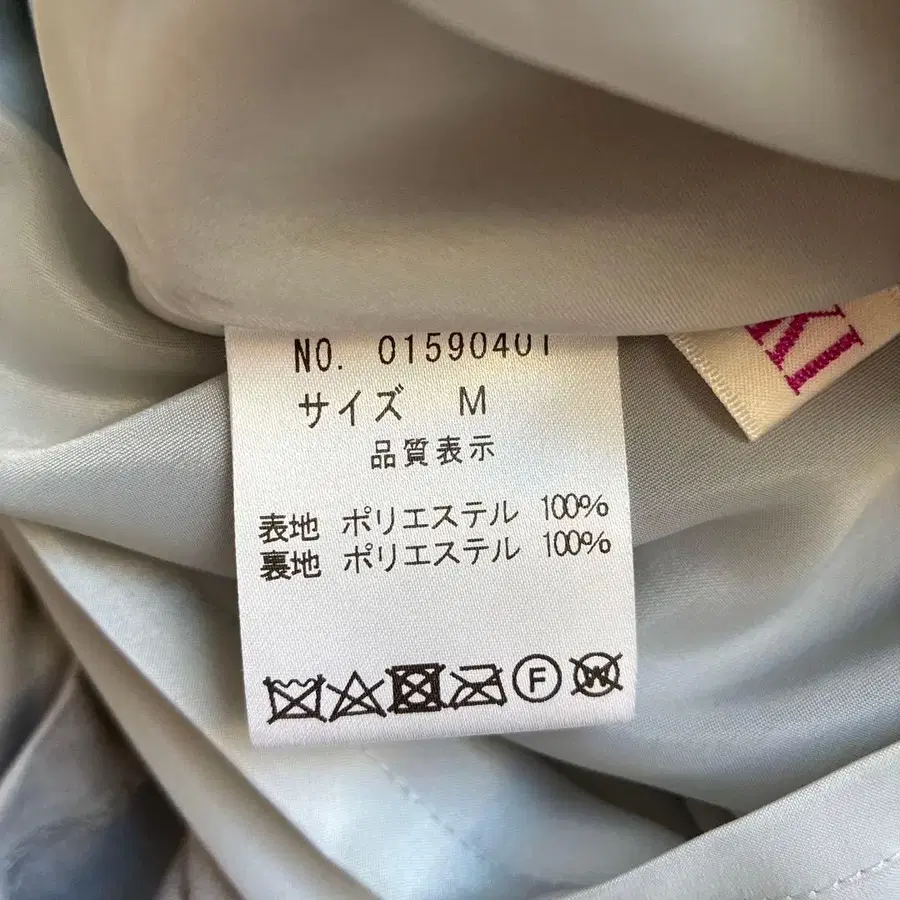 NO. 01590401
サイズ M
品質表示
表地 ポリエステル 100%
裏地 ポリエステル 100%
F
W
KI